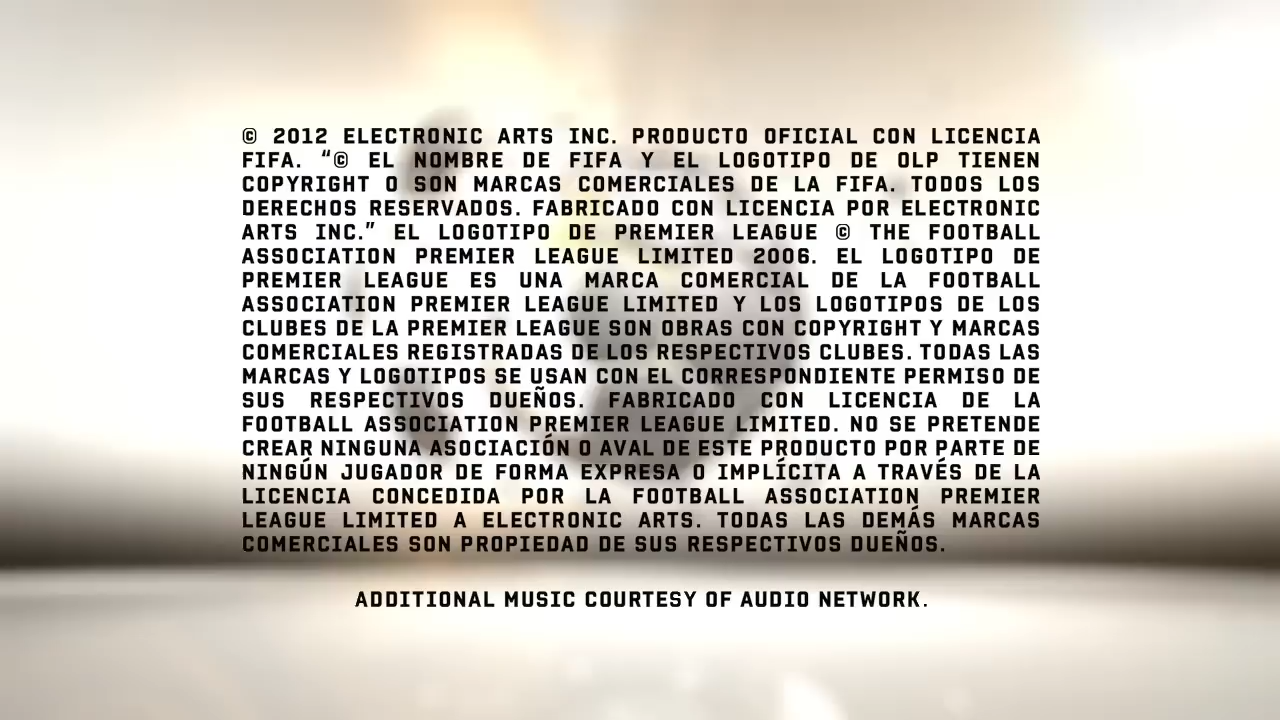 © 2012 ELECTRONIC ARTS INC. PRODUCTO OFICIAL CON LICENCIA
FIFA. “© EL NOMBRE DE FIFA Y EL LOGOTIPO DE OLP TIENEN
COPYRIGHT O SON MARCAS COMERCIALES DE LA FIFA. TODOS LOS
DERECHOS RESERVADOS. FABRICADO CON LICENCIA POR ELECTRONIC
ARTS INC.” EL LOGOTIPO DE PREMIER LEAGUE © THE FOOTBALL
ASSOCIATION PREMIER LEAGUE LIMITED 2006. EL LOGOTIPO DE
PREMIER LEAGUE ES UNA MARCA COMERCIAL DE LA FOOTBALL
ASSOCIATION PREMIER LEAGUE LIMITED Y LOS LOGOTIPOS DE LOS
CLUBES DE LA PREMIER LEAGUE SON OBRAS CON COPYRIGHT Y MARCAS
COMERCIALES REGISTRADAS DE LOS RESPECTIVOS CLUBES. TODAS LAS
MARCAS Y LOGOTIPOS SE USAN CON EL CORRESPONDIENTE PERMISO DE
SUS RESPECTIVOS DUEÑOS. FABRICADO CON LICENCIA DE LA
FOOTBALL ASSOCIATION PREMIER LEAGUE LIMITED. NO SE PRETENDE
CREAR NINGUNA ASOCIACIÓN O AVAL DE ESTE PRODUCTO POR PARTE DE
NINGÚN JUGADOR DE FORMA EXPRESA O IMPLÍCITA A TRAVÉS DE LA
LICENCIA CONCEDIDA POR LA FOOTBALL ASSOCIATION PREMIER
LEAGUE LIMITED A ELECTRONIC ARTS. TODAS LAS DEMÁS MARCAS
COMERCIALES SON PROPIEDAD DE SUS RESPECTIVOS DUEÑOS.
ADDITIONAL MUSIC COURTESY OF AUDIO NETWORK.